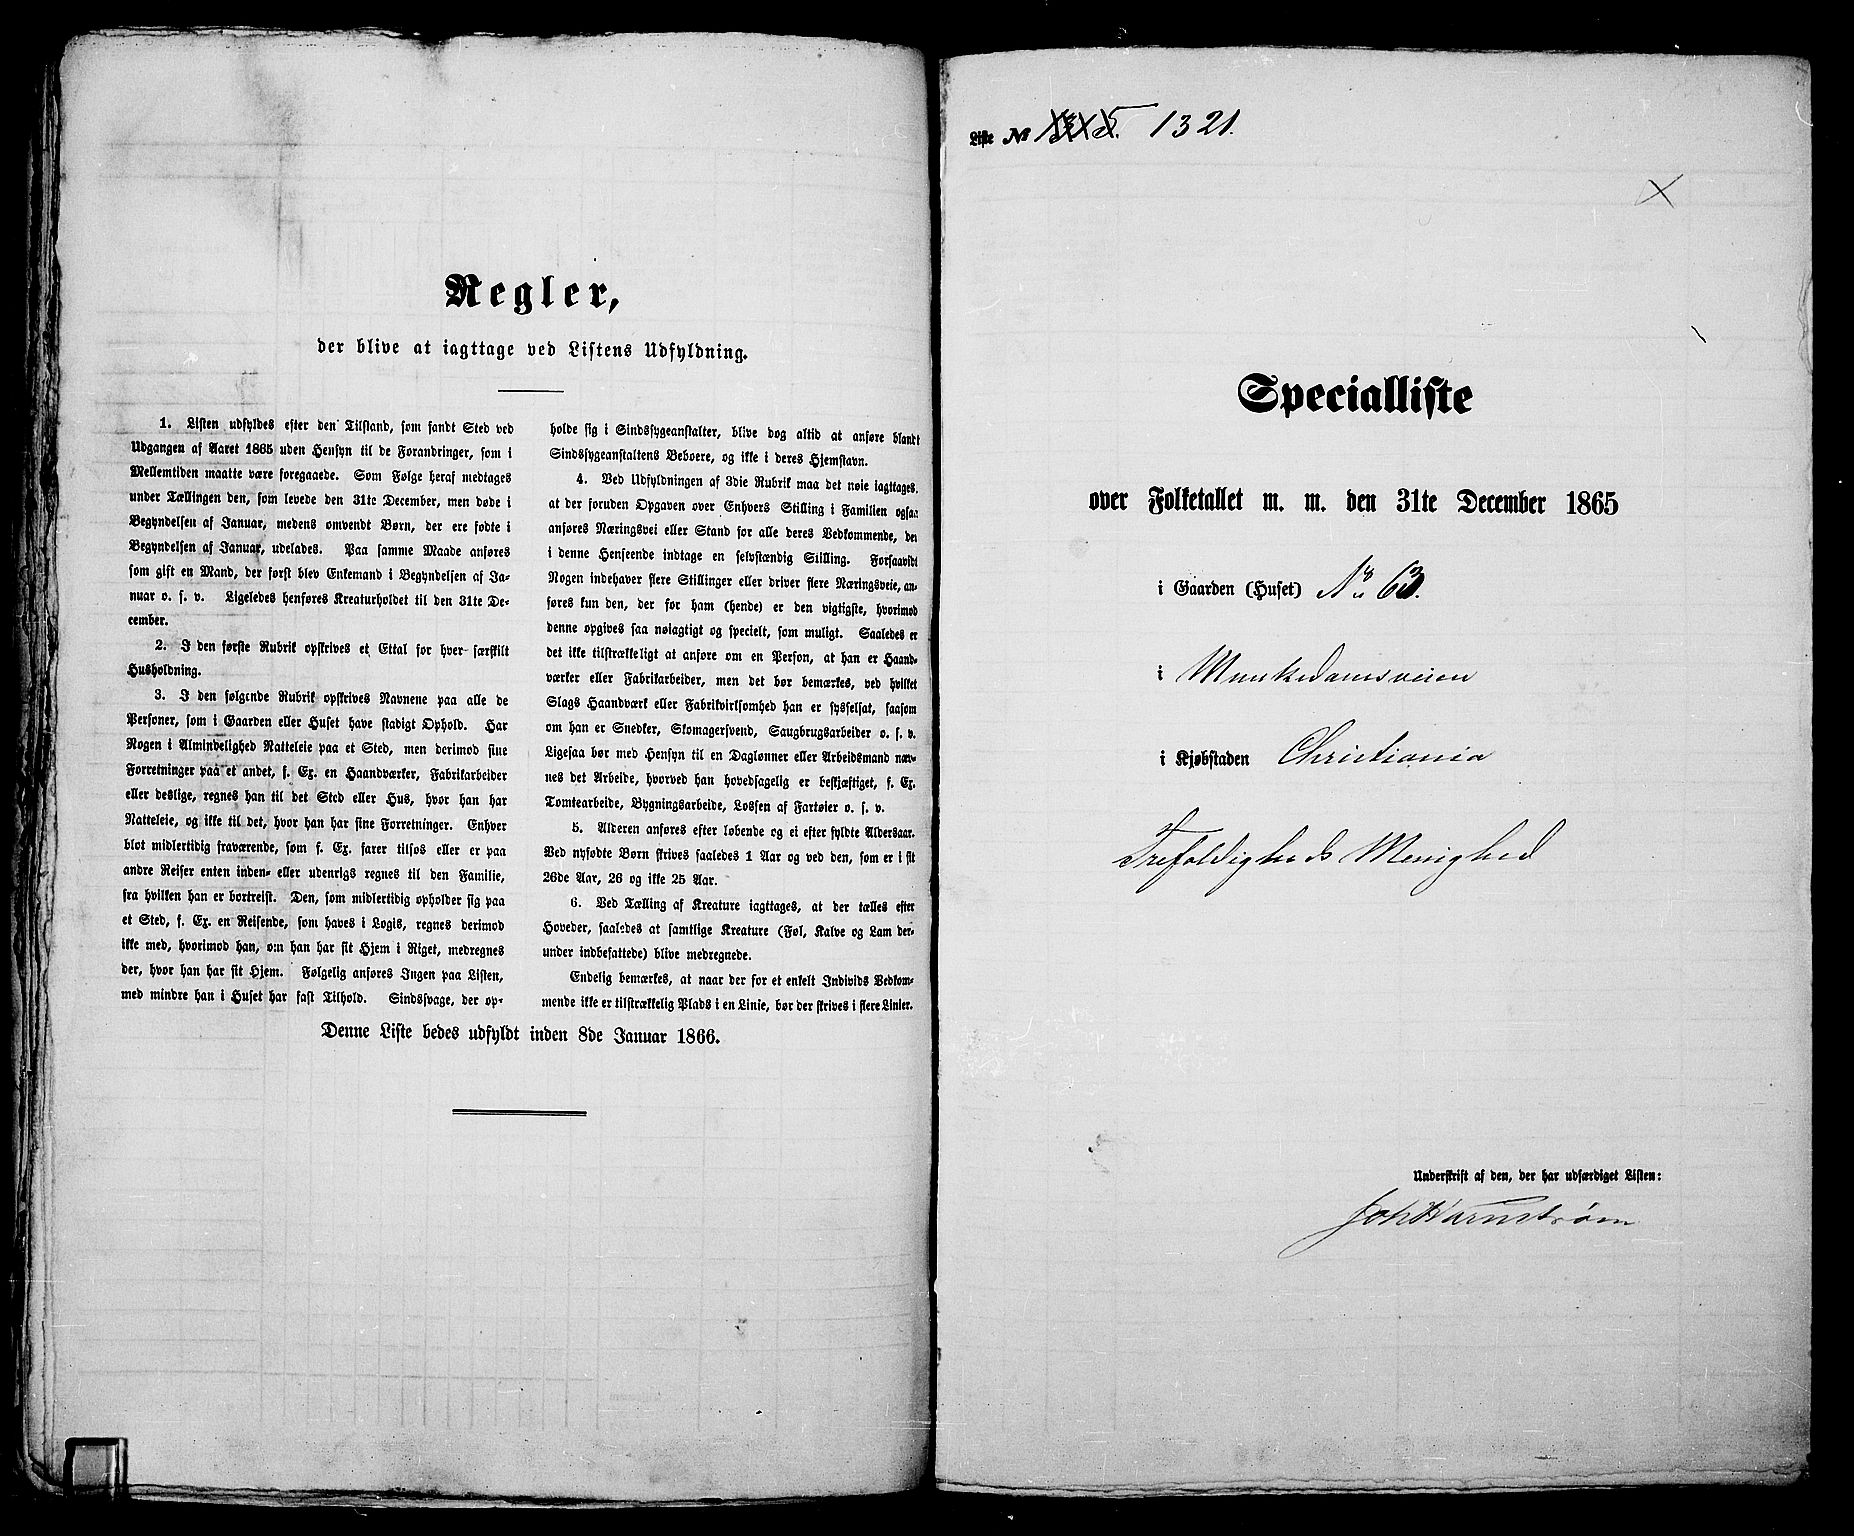 Regler,
der blive at iagttage ved Listens Udfyldning.
1. Listen udfyldes efter den Tilstand, som fandt Sted ved
Udgangen af Aaret 1865 uden Hensyn til de Forandringer, som i
Mellemtiden maatte være foregaaede. Som Følge heraf medtages
under Tællingen den, som levede den 31te December, men døde i
Begyndelsen af Januar, medens omvendt Børn, der ere fødte i
Begyndelsen af Januar, udelades. Paa samme Maade anføres
som gift en Mand, der først blev Enkemand i Begyndelsen af Ja-
nuar o. s. v. Ligeledes henføres Kreaturholdet til den 31te De-
cember.
2. I den første Rubrik opskrives et Ettal for hver særskilt
Husholdning.
3. I den følgende Rubrik opskrives Navnene paa alle de
Personer, som i Gaarden eller Huset have stadigt Ophold. Har
Nogen i Almindelighed Natteleie paa et Sted, men derimod sine
Forretninger paa et andet, f. Ex. en Haandværker, Fabrikarbeider
eller deslige, regnes han til det Sted eller Hus, hvor han har
Natteleie, og ikke til det, hvor han har sine Forretninger. Enhver
blot midlertidig fraværende, som f. Ex. farer tilsøs eller er paa
andre Reiser enten inden- eller udenrigs regnes til den Familie,
fra hvilken han er bortreist. Den, som midlertidig opholder sig paa
et Sted, f. Ex. en Reisende, som haves i Logis, regnes derimod
ikke med, hvorimod han, om han har sit Hjem i Riget, medregnes
der, hvor han har sit Hjem. Følgelig anføres Ingen paa Listen,
med mindre han i Huset har fast Tilhold. Sindssvage, der op-
holde sig i Sindssygeanstalter, blive dog altid at anføre blandt
Sindssygeanstaltens Beboere, og ikke i deres Hjemstavn.
4. Ved Udfyldningen af 3die Rubrik maa det nøie iagttages,
at der foruden Opgaven over Enhvers Stilling i Familien ogsaa
anføres Næringsvei eller Stand for alle deres Vedkommende, der
i denne Henseende indtage en selvstændig Stilling. Forsaavidt
Nogen indehaver flere Stillinger eller driver flere Næringsveie, an-
føres kun den, der for ham (hende) er den vigtigste, hvorimod
denne opgives saa nøiagtigt og specielt, som muligt. Saaledes er
det ikke tilstrækkeligt at anføre om en Person, at han er Haand-
værker eller Fabrikarbeider, men det bør bemærkes, ved hvilket
Slags Haandværk eller Fabrikvirksomhed han er sysselsat, saasom
om han er Snedker, Skomagersvend, Saugbrugsarbeider o. s. v.
Ligesaa bør med Hensyn til en Daglønner eller Arbeidsmand næv-
nes det Arbeide, hvorved han hovedsagelig er beskjæftiget, f. Ex.
Tomtearbeide, Bygningsarbeide, Lossen af Fartøier o. s. v.
5. Alderen anføres efter løbende og ei efter fyldte Aldersaar.
Ved nyfødte Børn skrives saaledes 1 Aar og ved den, som er i sit
26de Aar, 26 og ikke 25 Aar.
6. Ved Tælling af Kreature iagttages, at der tælles efter
Hoveder, saaledes at samtlige Kreature (Føl, Kalve og Lam der-
under indbefattede) blive medregnede.
Endelig bemærkes, at naar der for et enkelt Individs Vedkom-
mende ikke er tilstrækkelig Plads i en Linie, bør der skrives i flere Linier.
Denne Liste bedes udfyldt inden 8de Januar 1866.
Liste № 1321.
Specialliste
over Folketallet m. m. den 31te December 1865
i Gaarden (Huset) No 63.
i Munkedamsveien
i Kjøbstaden Christiania
Trefoldigheds Menighed
Underskrift af den, der har udfærdiget Listen:
Joh Warnstrøm